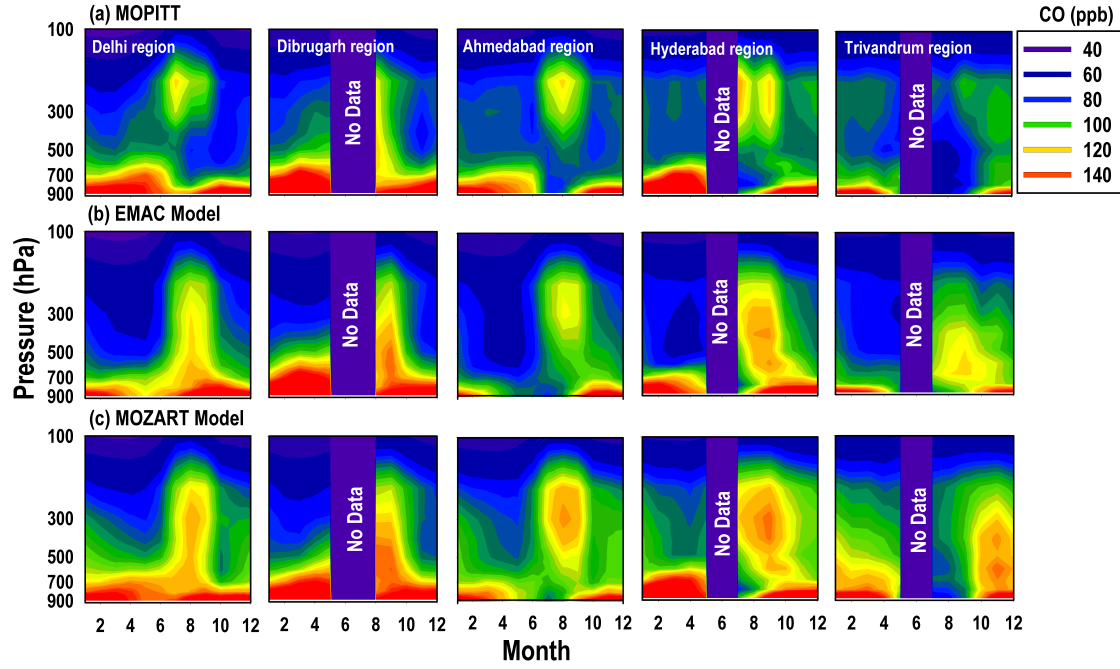 (a) MOPITT
CO (ppb)
100
300
500
700
900
Delhi region
Dibrugarh region
Ahmedabad region
Hyderabad region
Trivandrum region
No Data
No Data
No Data
40
60
80
100
120
140
(b) EMAC Model
100
300
500
700
900
No Data
No Data
No Data
Pressure (hPa)
(c) MOZART Model
100
300
500
700
900
No Data
No Data
No Data
2 4 6 8 10 12
2 4 6 8 10 12
2 4 6 8 10 12
2 4 6 8 10 12
2 4 6 8 10 12
Month